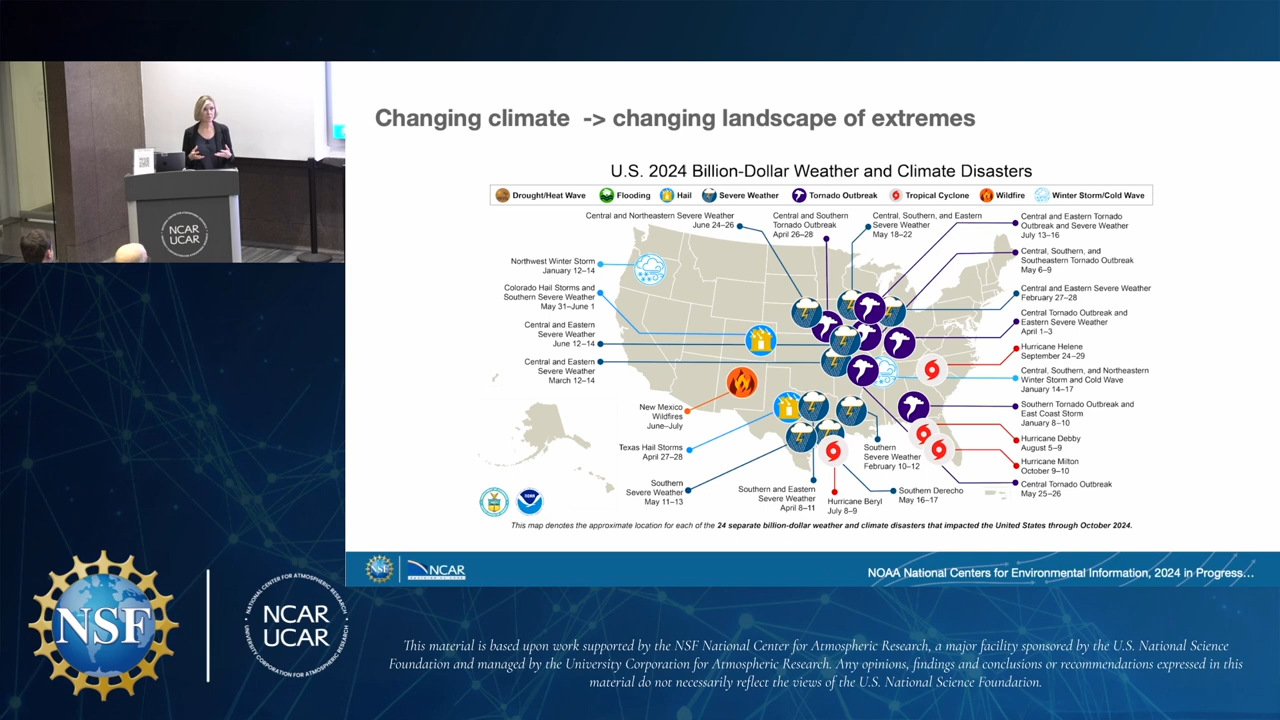 Changing climate -> changing landscape of extremes
U.S. 2024 Billion-Dollar Weather and Climate Disasters
Drought/Heat Wave
Flooding
Hail
Severe Weather
Tornado Outbreak
Tropical Cyclone
Wildfire
Winter Storm/Cold Wave
Central and Northeastern Severe Weather
June 24–26
Central and Southern
Tornado Outbreak
April 26–28
Central, Southern, and Eastern
Severe Weather
May 18–22
Central and Eastern Tornado
Outbreak and Severe Weather
July 13–16
Central, Southern, and
Southeastern Tornado Outbreak
May 6–9
Central and Eastern Severe Weather
February 27–28
Central Tornado Outbreak and
Eastern Severe Weather
April 1–3
Hurricane Helene
September 24–29
Central, Southern, and Northeastern
Winter Storm and Cold Wave
January 14–17
Southern Tornado Outbreak and
East Coast Storm
January 8–10
Hurricane Debby
August 5–9
Hurricane Milton
October 9–10
Central Tornado Outbreak
May 25–26
Northwest Winter Storm
January 12–14
Colorado Hail Storms and
Southern Severe Weather
May 31–June 1
Central and Eastern
Severe Weather
June 12–14
Central and Eastern
Severe Weather
March 12–14
New Mexico
Wildfires
June–July
Texas Hail Storms
April 27–28
Southern
Severe Weather
May 11–13
Southern and Eastern
Severe Weather
April 8–11
Hurricane Beryl
July 8–9
Southern Derecho
May 16–17
Southern
Severe Weather
February 10–12
This map denotes the approximate location for each of the 24 separate billion-dollar weather and climate disasters that impacted the United States through October 2024.
NCAR
NOAA National Centers for Environmental Information, 2024 in Progress…
NCAR
UCAR
NSF
NATIONAL CENTER FOR ATMOSPHERIC RESEARCH
NCAR
UCAR
UNIVERSITY CORPORATION FOR ATMOSPHERIC RESEARCH
This material is based upon work supported by the NSF National Center for Atmospheric Research, a major facility sponsored by the U.S. National Science
Foundation and managed by the University Corporation for Atmospheric Research. Any opinions, findings and conclusions or recommendations expressed in this
material do not necessarily reflect the views of the U.S. National Science Foundation.